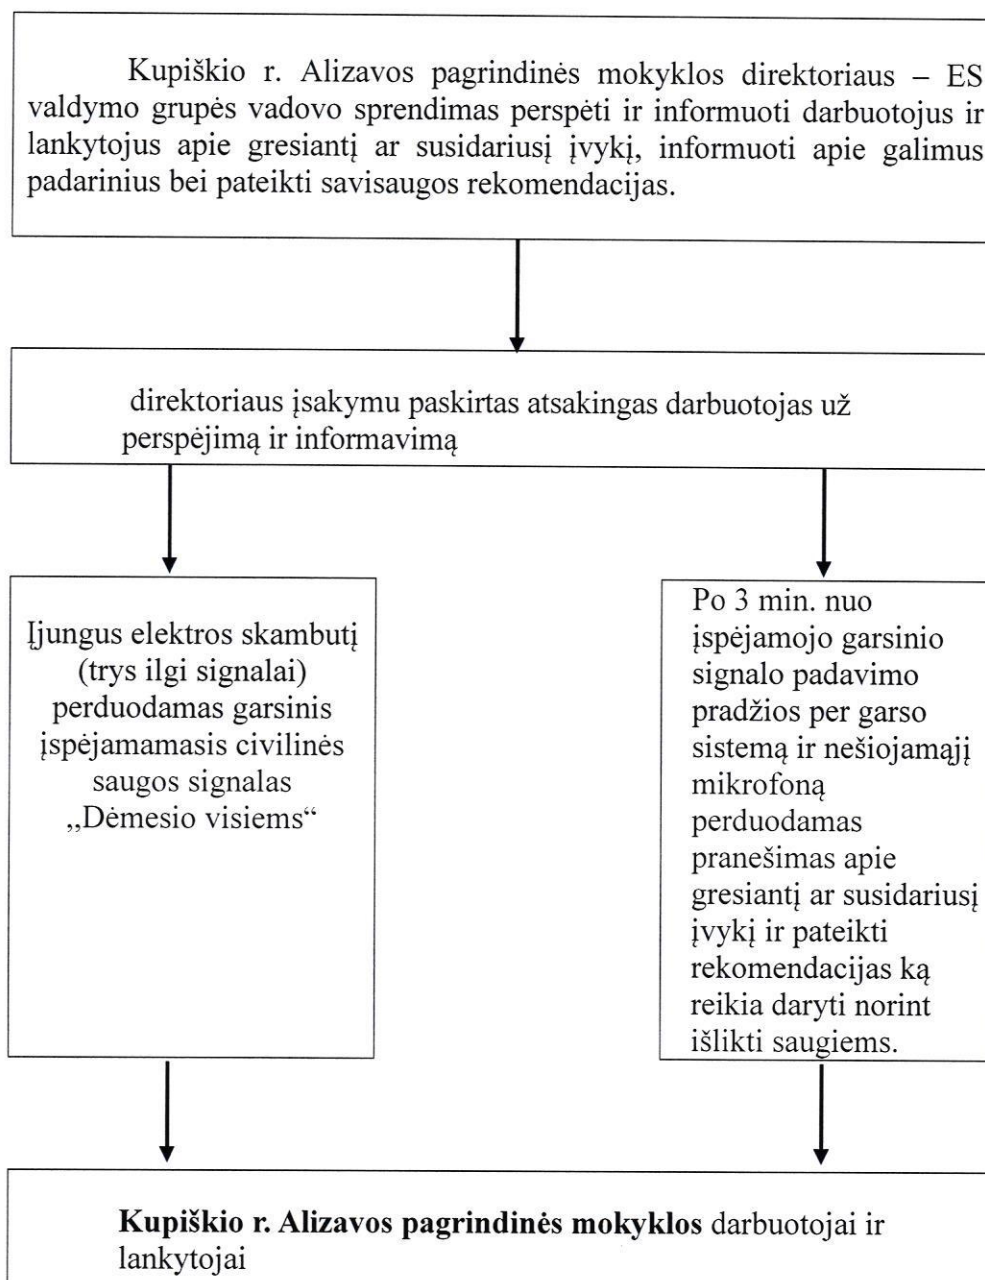 Kupiškio r. Alizavos pagrindinės mokyklos direktoriaus – ES
valdymo grupės vadovo sprendimas perspėti ir informuoti darbuotojus ir
lankytojus apie gresiantį ar susidariusį įvykį, informuoti apie galimus
padarinius bei pateikti savisaugos rekomendacijas.
direktoriaus įsakymu paskirtas atsakingas darbuotojas už
perspėjimą ir informavimą
Įjungus elektros skambutį
(trys ilgi signalai)
perduodamas garsinis
įspėjamamasis civilinės
saugos signalas
,,Dėmesio visiems“
Po 3 min. nuo
įspėjamojo garsinio
signalo padavimo
pradžios per garso
sistemą ir nešiojamąjį
mikrofoną
perduodamas
pranešimas apie
gresiantį ar susidariusį
įvykį ir pateikti
rekomendacijas ką
reikia daryti norint
išlikti saugiems.
Kupiškio r. Alizavos pagrindinės mokyklos darbuotojai ir
lankytojai